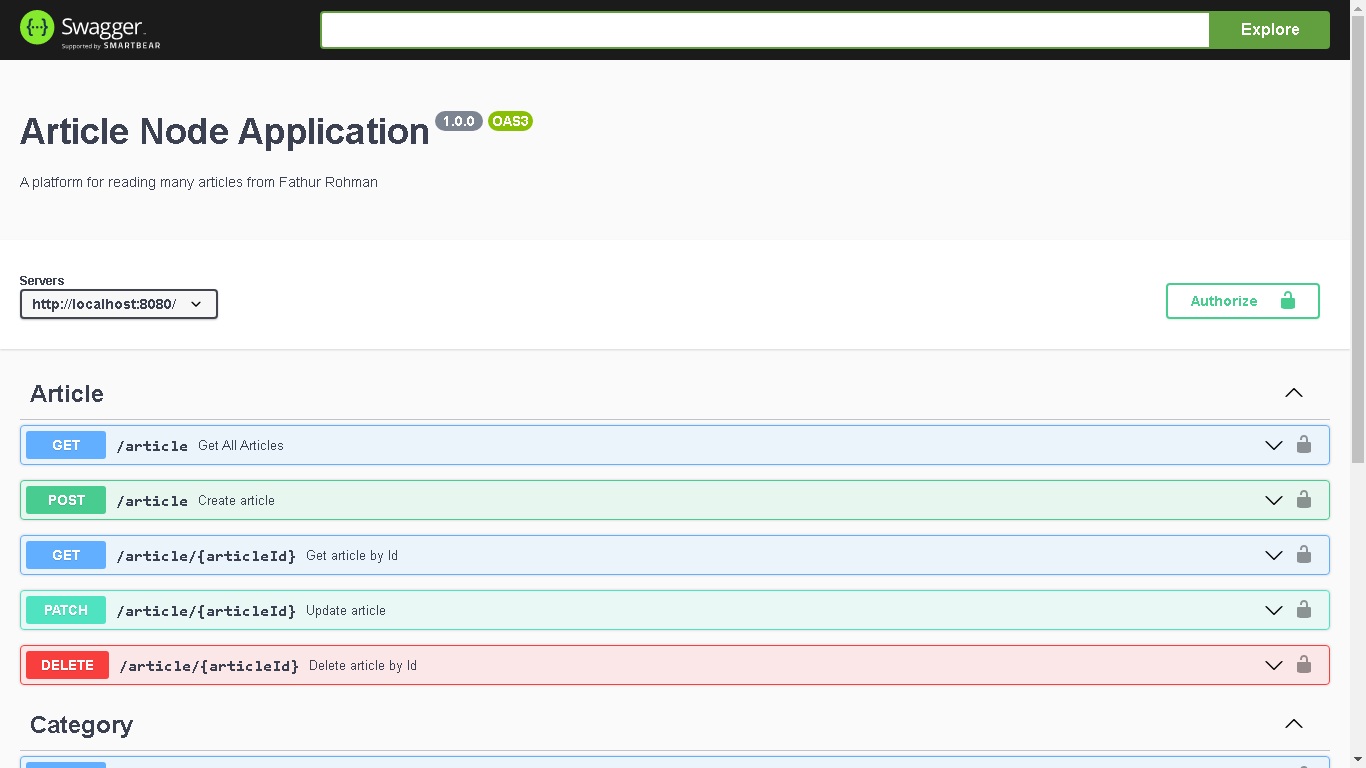 {···} Swagger
Supported by SMARTBEAR
Explore
Article Node Application 1.0.0 OAS3
A platform for reading many articles from Fathur Rohman
Servers
http://localhost:8080/
Authorize
Article
GET /article Get All Articles
POST /article Create article
GET /article/{articleId} Get article by Id
PATCH /article/{articleId} Update article
DELETE /article/{articleId} Delete article by Id
Category